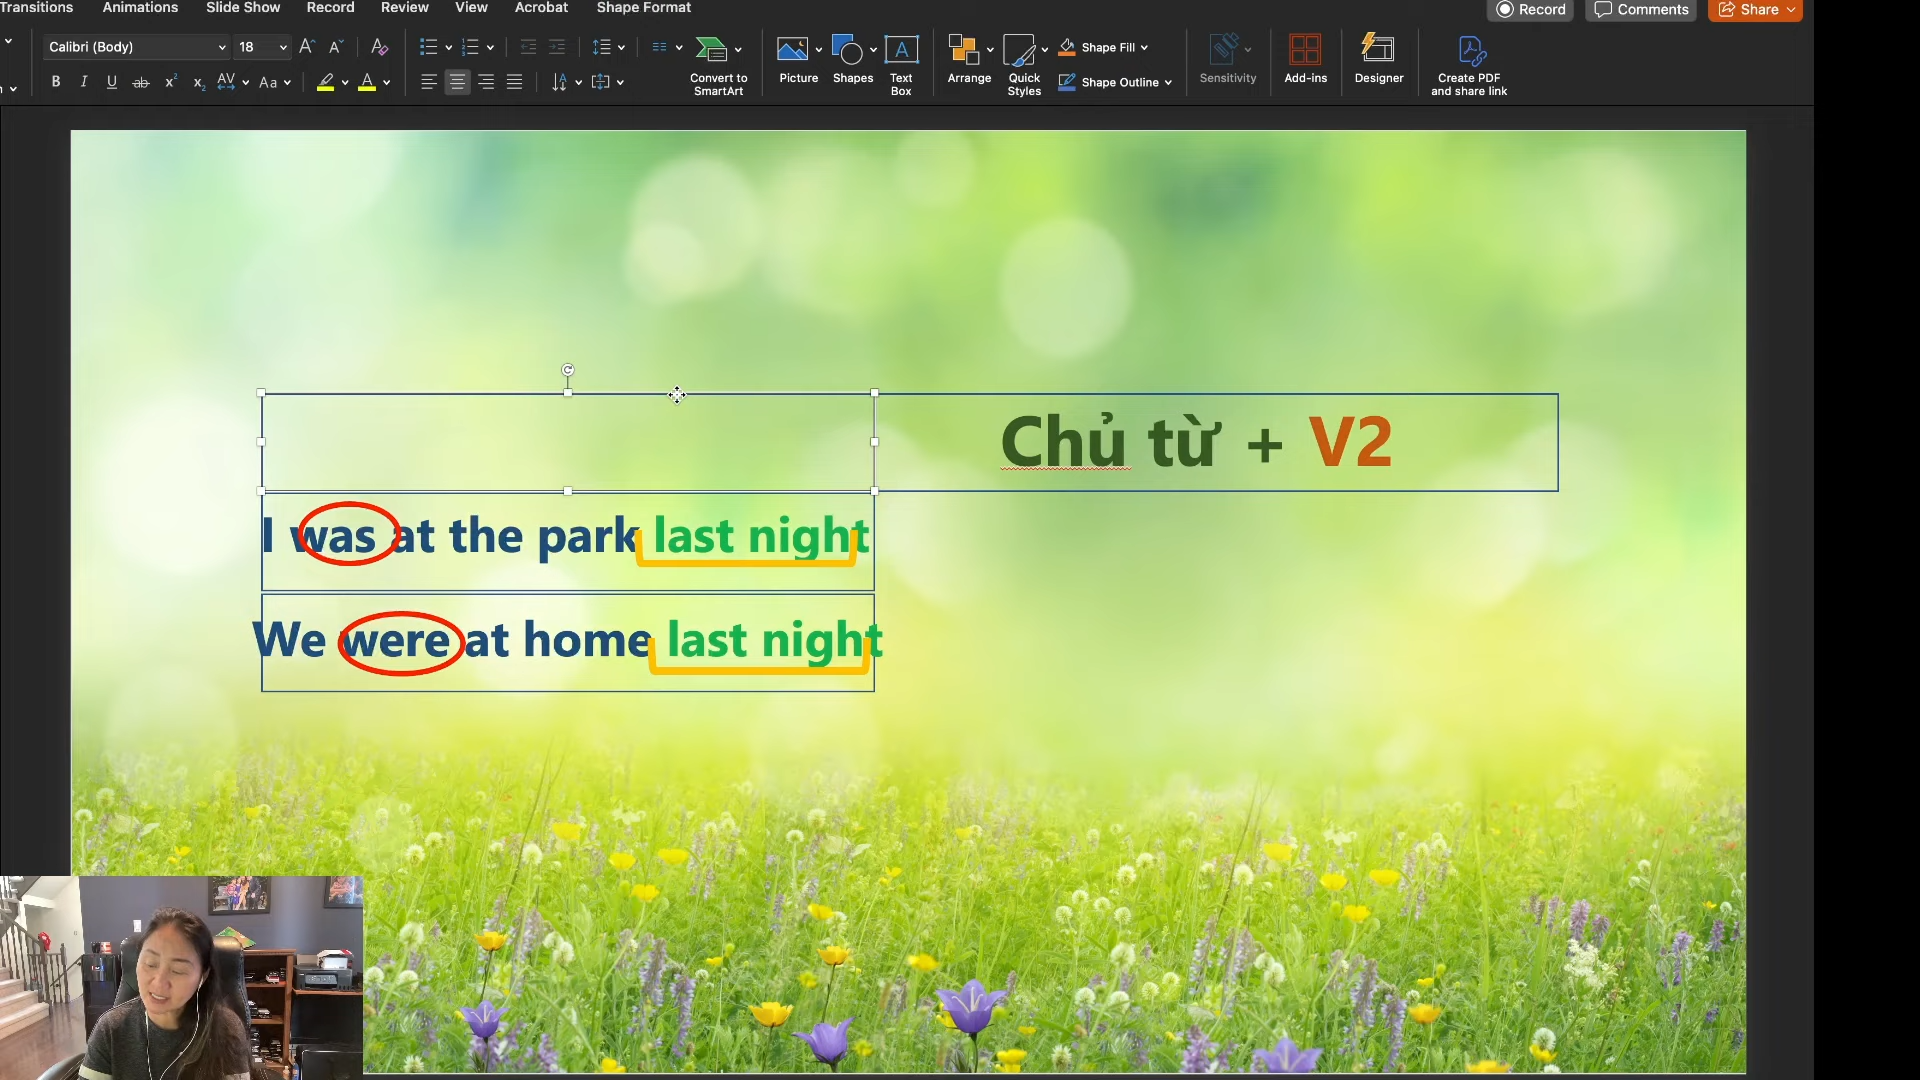 Transitions Animations Slide Show Record Review View Acrobat Shape Format Record Comments Share
Calibri (Body) 18 Shape Fill
Convert to SmartArt Picture Shapes Text Box Arrange Quick Styles Shape Outline Sensitivity Add-ins Designer Create PDF and share link
Chủ từ + V2
I was at the park last night
We were at home last night